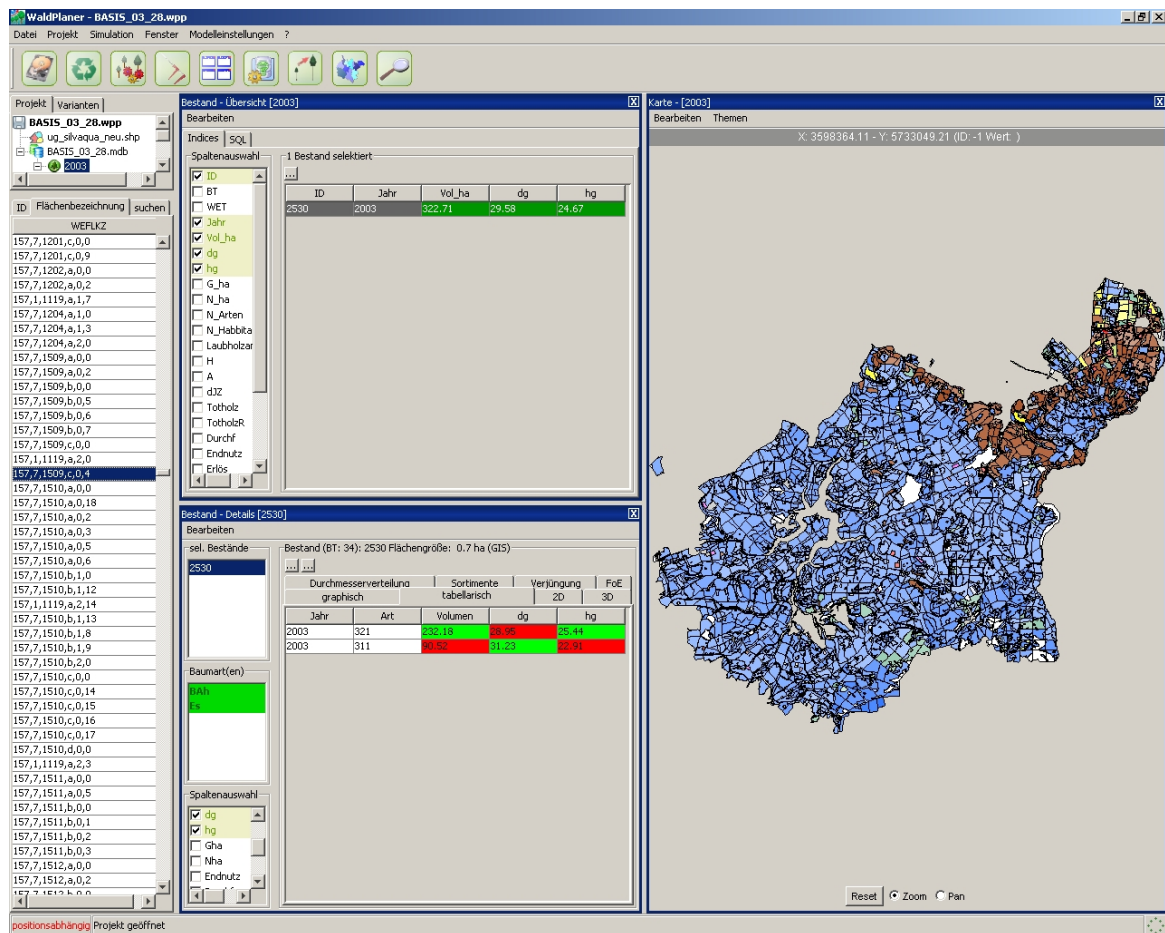 WaldPlaner - BASIS_03_28.wpp
Datei Projekt Simulation Fenster Modelleinstellungen ?
Projekt Varianten
BASIS_03_28.wpp
ug_silvaqua_neu.shp
BASIS_03_28.mdb
2003
ID Flächenbezeichnung suchen
WEFLKZ
157,7,1201,c,0,0
157,7,1201,c,0,9
157,7,1202,a,0,0
157,7,1202,a,0,2
157,1,1119,a,1,7
157,7,1204,a,1,0
157,7,1204,a,1,3
157,7,1204,a,2,0
157,7,1509,a,0,0
157,7,1509,a,0,2
157,7,1509,b,0,0
157,7,1509,b,0,5
157,7,1509,b,0,6
157,7,1509,b,0,7
157,7,1509,c,0,0
157,1,1119,a,2,0
157,7,1509,c,0,4
157,7,1510,a,0,0
157,7,1510,a,0,18
157,7,1510,a,0,2
157,7,1510,a,0,3
157,7,1510,a,0,5
157,7,1510,a,0,6
157,7,1510,b,1,0
157,7,1510,b,1,12
157,1,1119,a,2,14
157,7,1510,b,1,13
157,7,1510,b,1,8
157,7,1510,b,1,9
157,7,1510,b,2,0
157,7,1510,c,0,0
157,7,1510,c,0,14
157,7,1510,c,0,15
157,7,1510,c,0,16
157,7,1510,c,0,17
157,7,1510,d,0,0
157,1,1119,a,2,3
157,7,1511,a,0,0
157,7,1511,a,0,5
157,7,1511,b,0,0
157,7,1511,b,0,1
157,7,1511,b,0,2
157,7,1511,b,0,3
157,7,1512,a,0,0
157,7,1512,a,0,2
Bestand - Übersicht [2003]
Bearbeiten
Indices SQL
Spaltenauswahl
ID
BT
WET
Jahr
Vol_ha
dg
hg
G_ha
N_ha
N_Arten
N_Habbita
Laubholzar
H
A
dJZ
Totholz
TotholzR
Durchf
Endnutz
Erlös
1 Bestand selektiert
...
ID Jahr Vol_ha dg hg
2530 2003 322.71 29.58 24.67
Bestand - Details [2530]
Bearbeiten
sel. Bestände
2530
Baumart(en)
BAh
Es
Spaltenauswahl
dg
hg
Gha
Nha
Endnutz
Bestand (BT: 34): 2530 Flächengröße: 0.7 ha (GIS)
... ...
Durchmesserverteilung Sortimente Verjüngung FoE
graphisch tabellarisch 2D 3D
Jahr Art Volumen dg hg
2003 321 232.18 28.95 25.44
2003 311 90.52 31.23 22.91
Karte - [2003]
Bearbeiten Themen
X: 3598364.11 - Y: 5733049.21 (ID: -1 Wert: )
Reset Zoom Pan
positionsabhängig Projekt geöffnet